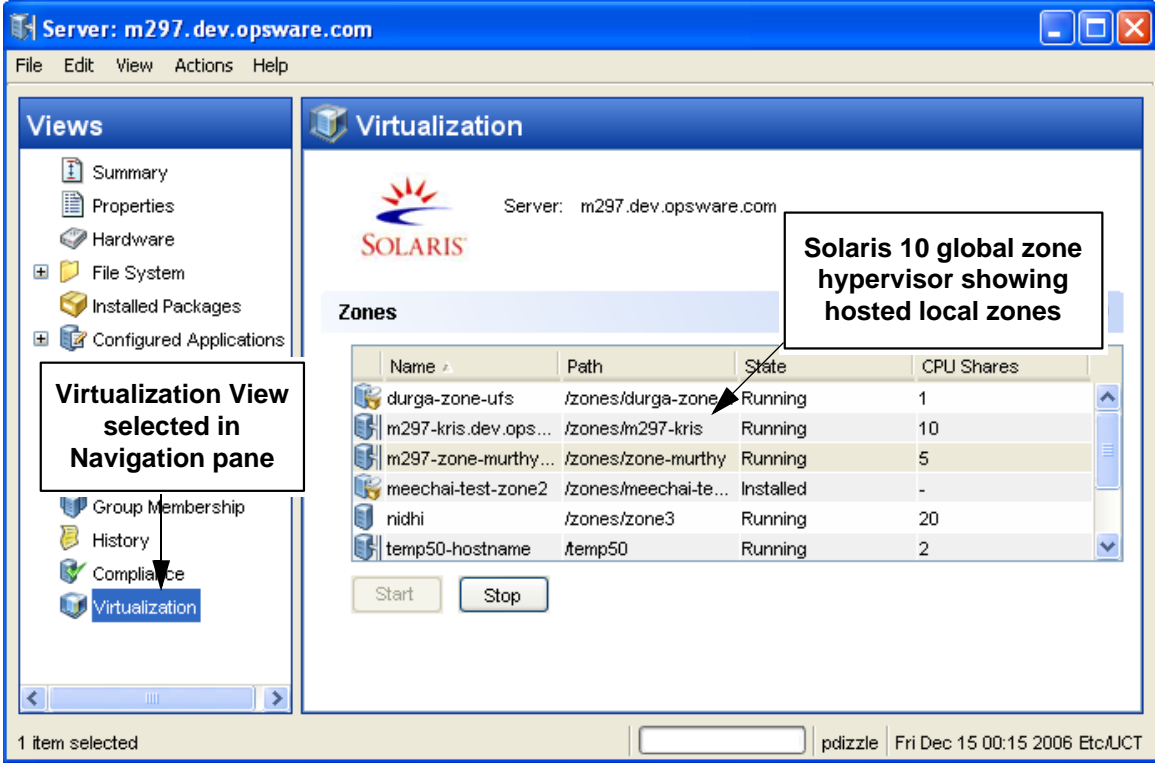 Server: m297.dev.opsware.com
File Edit View Actions Help
Views
Summary
Properties
Hardware
File System
Installed Packages
Configured Applications
Virtualization View
selected in
Navigation pane
Group Membership
History
Compliance
Virtualization
Virtualization
SOLARIS
Server: m297.dev.opsware.com
Solaris 10 global zone
hypervisor showing
hosted local zones
Zones
Name Path State CPU Shares
durga-zone-ufs /zones/durga-zone Running 1
m297-kris.dev.ops... /zones/m297-kris Running 10
m297-zone-murthy... /zones/zone-murthy Running 5
meechai-test-zone2 /zones/meechai-te... Installed -
nidhi /zones/zone3 Running 20
temp50-hostname /temp50 Running 2
Start Stop
1 item selected
pdizzle Fri Dec 15 00:15 2006 Etc/UCT